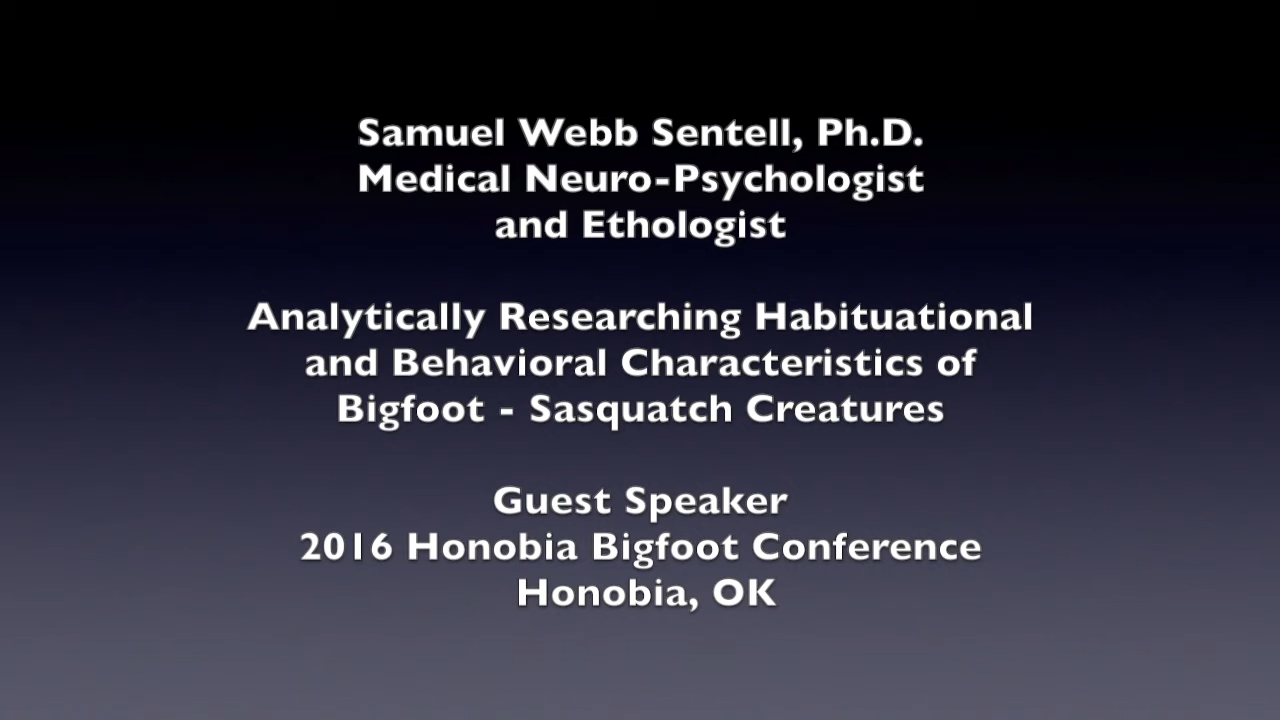 Samuel Webb Sentell, Ph.D.
Medical Neuro-Psychologist
and Ethologist
Analytically Researching Habituational
and Behavioral Characteristics of
Bigfoot - Sasquatch Creatures
Guest Speaker
2016 Honobia Bigfoot Conference
Honobia, OK